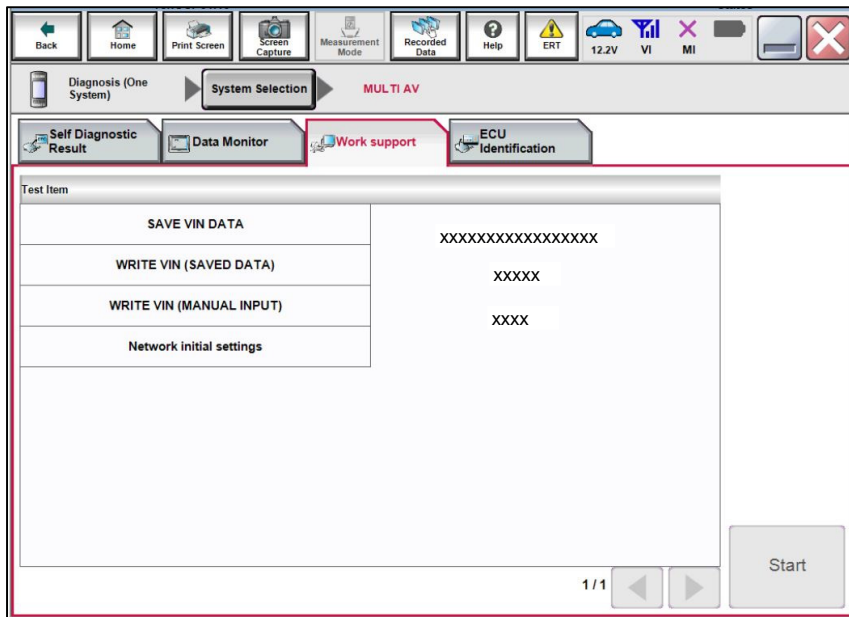 Back
Home
Print Screen
Screen
Capture
Measurement
Mode
Recorded
Data
Help
ERT
12.2V
VI
MI
Diagnosis (One
System)
System Selection
MULTI AV
Self Diagnostic
Result
Data Monitor
Work support
ECU
Identification
Test Item
SAVE VIN DATA
XXXXXXXXXXXXXXXXX
WRITE VIN (SAVED DATA)
XXXXX
WRITE VIN (MANUAL INPUT)
XXXX
Network initial settings
1/1
Start